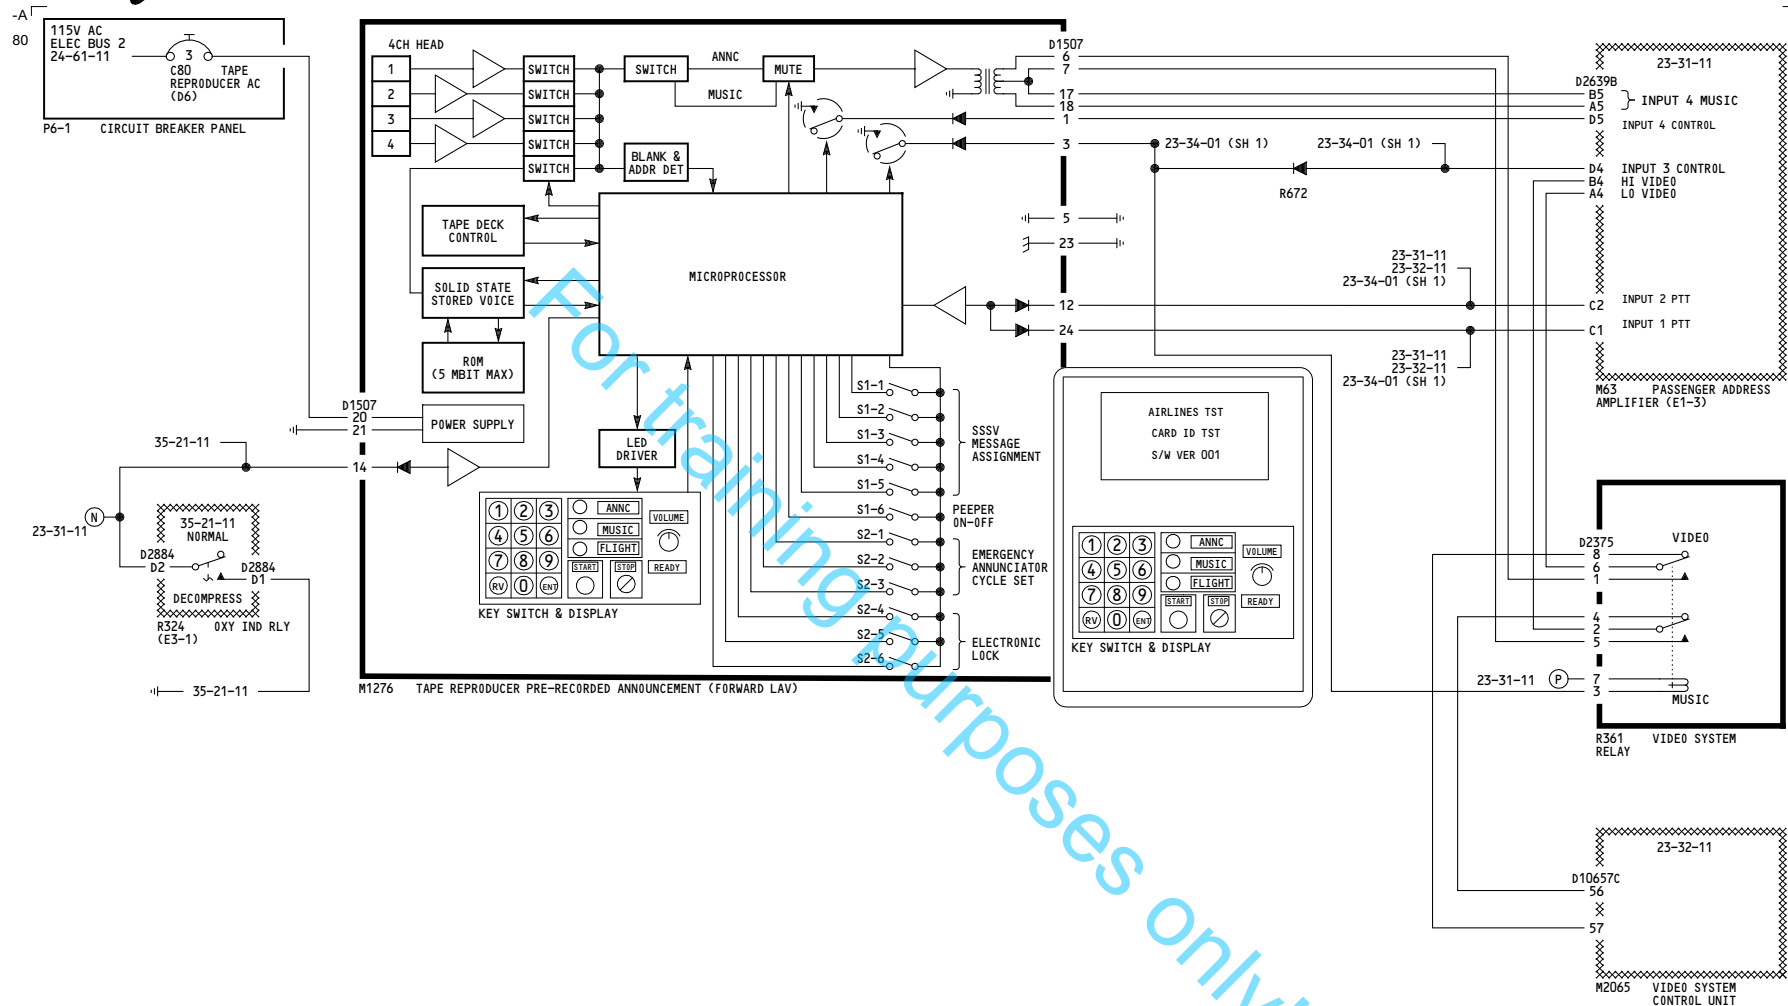 -A
80
115V AC
ELEC BUS 2
24-61-11
3
C80 TAPE
REPRODUCER AC
(D6)
P6-1 CIRCUIT BREAKER PANEL
4CH HEAD
1
2
3
4
SWITCH
SWITCH
SWITCH
SWITCH
SWITCH
SWITCH
ANNC
MUSIC
MUTE
BLANK &
ADDR DET
TAPE DECK
CONTROL
SOLID STATE
STORED VOICE
ROM
(5 MBIT MAX)
MICROPROCESSOR
POWER SUPPLY
LED
DRIVER
D1507
20
21
14
35-21-11
N
23-31-11
35-21-11
NORMAL
D2884
D2
D2884
D1
DECOMPRESS
R324 OXY IND RLY
(E3-1)
35-21-11
1 2 3
4 5 6
7 8 9
RV 0 ENT
ANNC
MUSIC
FLIGHT
START
STOP
VOLUME
READY
KEY SWITCH & DISPLAY
S1-1
S1-2
S1-3
S1-4
S1-5
S1-6
S2-1
S2-2
S2-3
S2-4
S2-5
S2-6
SSSV
MESSAGE
ASSIGNMENT
PEEPER
ON-OFF
EMERGENCY
ANNUNCIATOR
CYCLE SET
ELECTRONIC
LOCK
M1276 TAPE REPRODUCER PRE-RECORDED ANNOUNCEMENT (FORWARD LAV)
D1507
6
7
17
18
1
3
5
23
12
24
23-34-01 (SH 1)
23-34-01 (SH 1)
R672
23-31-11
23-32-11
23-34-01 (SH 1)
23-31-11
23-32-11
23-34-01 (SH 1)
23-31-11
D2639B
B5
A5
D5
INPUT 4 MUSIC
INPUT 4 CONTROL
D4 INPUT 3 CONTROL
B4 HI VIDEO
A4 LO VIDEO
C2 INPUT 2 PTT
C1 INPUT 1 PTT
M63 PASSENGER ADDRESS
AMPLIFIER (E1-3)
AIRLINES TST
CARD ID TST
S/W VER 001
1 2 3
4 5 6
7 8 9
RV 0 ENT
ANNC
MUSIC
FLIGHT
START
STOP
VOLUME
READY
KEY SWITCH & DISPLAY
D2375
8
6
1
4
2
5
7
3
VIDEO
MUSIC
23-31-11
P
R361 VIDEO SYSTEM
RELAY
23-32-11
D10657C
56
57
M2065 VIDEO SYSTEM
CONTROL UNIT
For training purposes only!